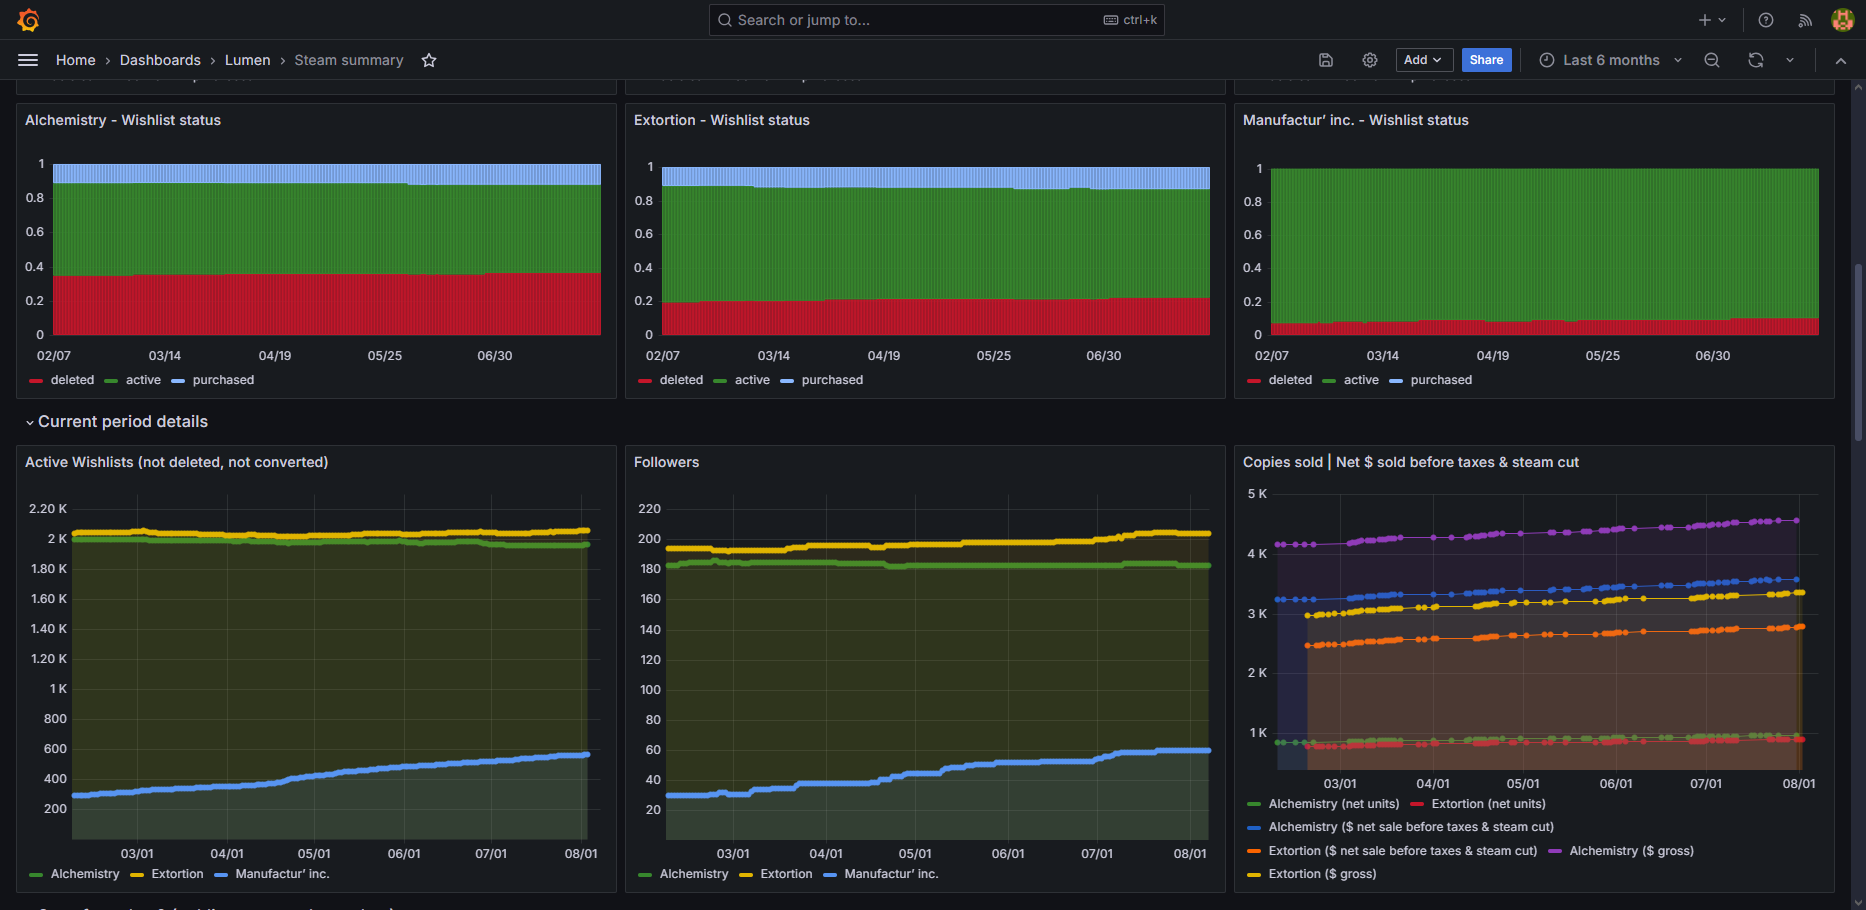 Search or jump to...
ctrl+k
Home › Dashboards › Lumen › Steam summary
Add
Share
Last 6 months
Alchemistry - Wishlist status
1
0.8
0.6
0.4
0.2
0
02/07 03/14 04/19 05/25 06/30
deleted active purchased
Extortion - Wishlist status
1
0.8
0.6
0.4
0.2
0
02/07 03/14 04/19 05/25 06/30
deleted active purchased
Manufactur’ inc. - Wishlist status
1
0.8
0.6
0.4
0.2
0
02/07 03/14 04/19 05/25 06/30
deleted active purchased
Current period details
Active Wishlists (not deleted, not converted)
2.20 K
2 K
1.80 K
1.60 K
1.40 K
1.20 K
1 K
800
600
400
200
03/01 04/01 05/01 06/01 07/01 08/01
Alchemistry Extortion Manufactur’ inc.
Followers
220
200
180
160
140
120
100
80
60
40
20
03/01 04/01 05/01 06/01 07/01 08/01
Alchemistry Extortion Manufactur’ inc.
Copies sold | Net $ sold before taxes & steam cut
5 K
4 K
3 K
2 K
1 K
03/01 04/01 05/01 06/01 07/01 08/01
Alchemistry (net units) Extortion (net units)
Alchemistry ($ net sale before taxes & steam cut)
Extortion ($ net sale before taxes & steam cut) Alchemistry ($ gross)
Extortion ($ gross)